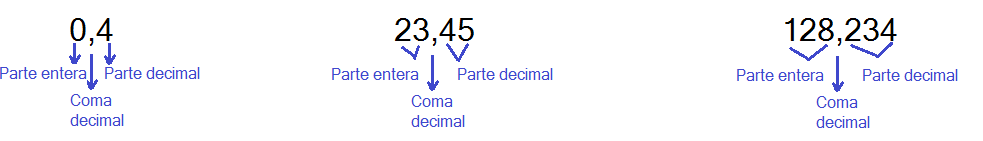 0,4 23,45 128,234
Parte entera Parte decimal Parte entera Parte decimal Parte entera Parte decimal
Coma Coma Coma
decimal decimal decimal